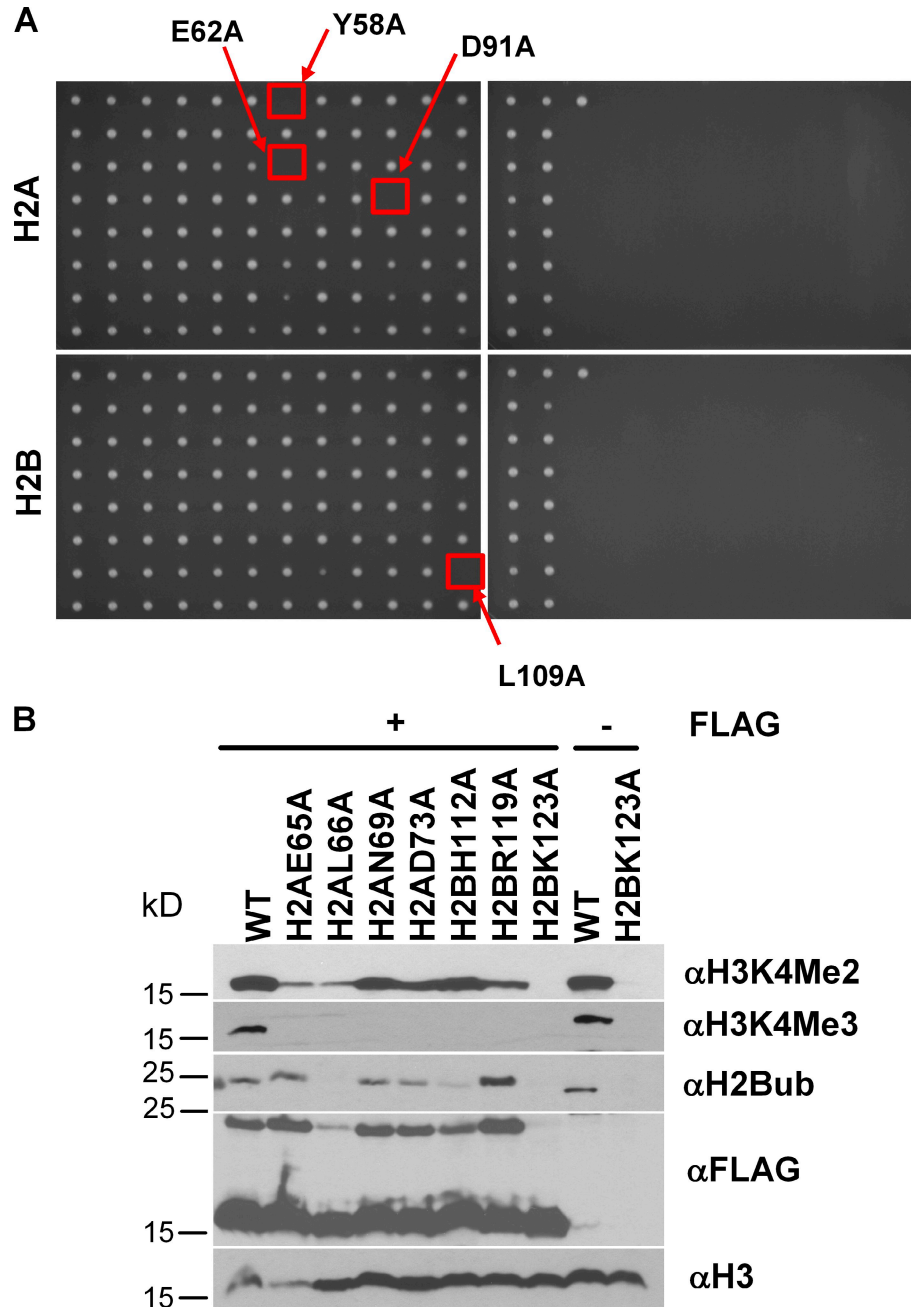 A
E62A
Y58A
D91A
H2A
H2B
L109A
B
+
-
FLAG
kD
WT
H2AE65A
H2AL66A
H2AN69A
H2AD73A
H2BH112A
H2BR119A
H2BK123A
WT
H2BK123A
15
αH3K4Me2
15
αH3K4Me3
25
αH2Bub
25
αFLAG
15
αH3
15